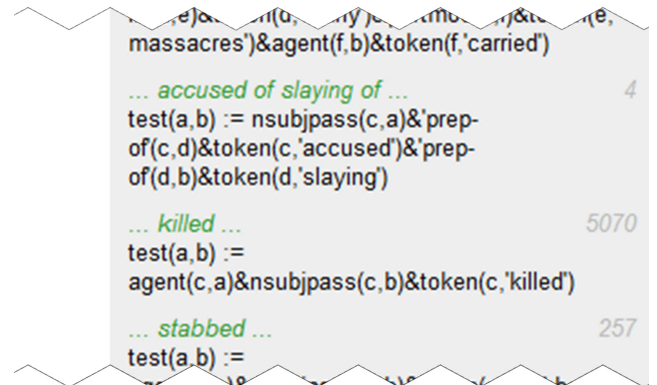 massacres')&agent(f,b)&token(f,'carried')
... accused of slaying of ... 4
test(a,b) := nsubjpass(c,a)&'prep-
of'(c,d)&token(c,'accused')&'prep-
of'(d,b)&token(d,'slaying')
... killed ... 5070
test(a,b) :=
agent(c,a)&nsubjpass(c,b)&token(c,'killed')
... stabbed ... 257
test(a,b) :=